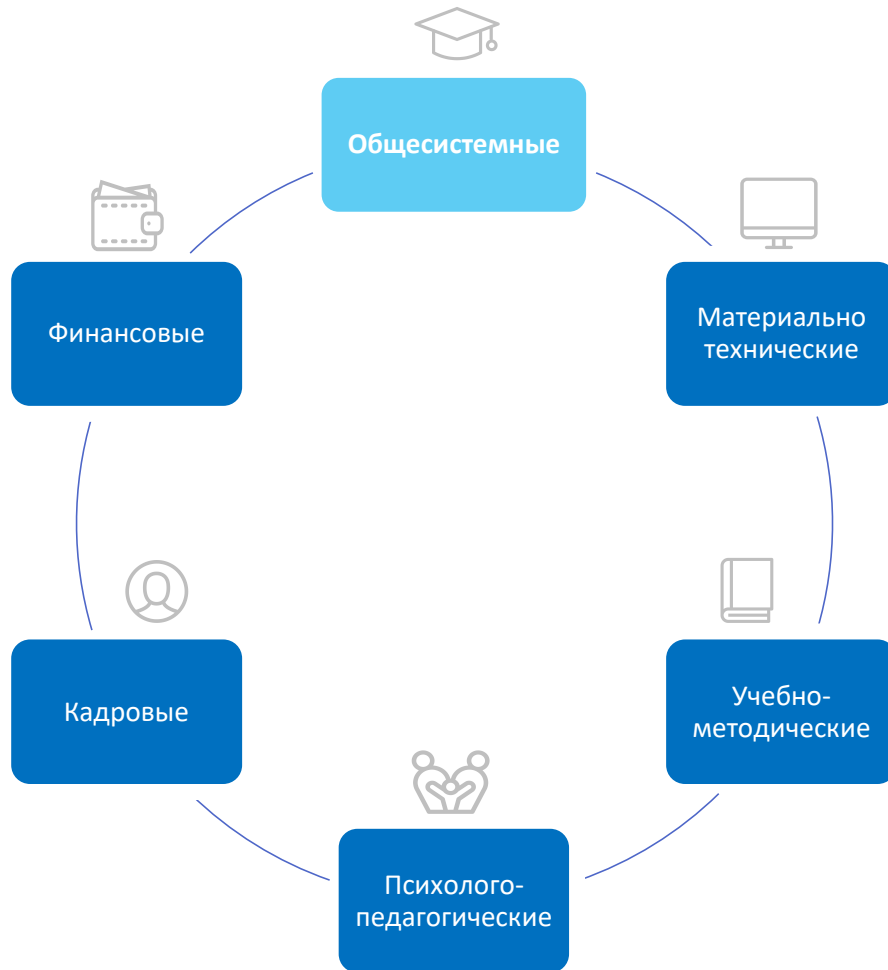 Общесистемные
Финансовые
Материально
технические
Кадровые
Учебно-
методические
Психолого-
педагогические